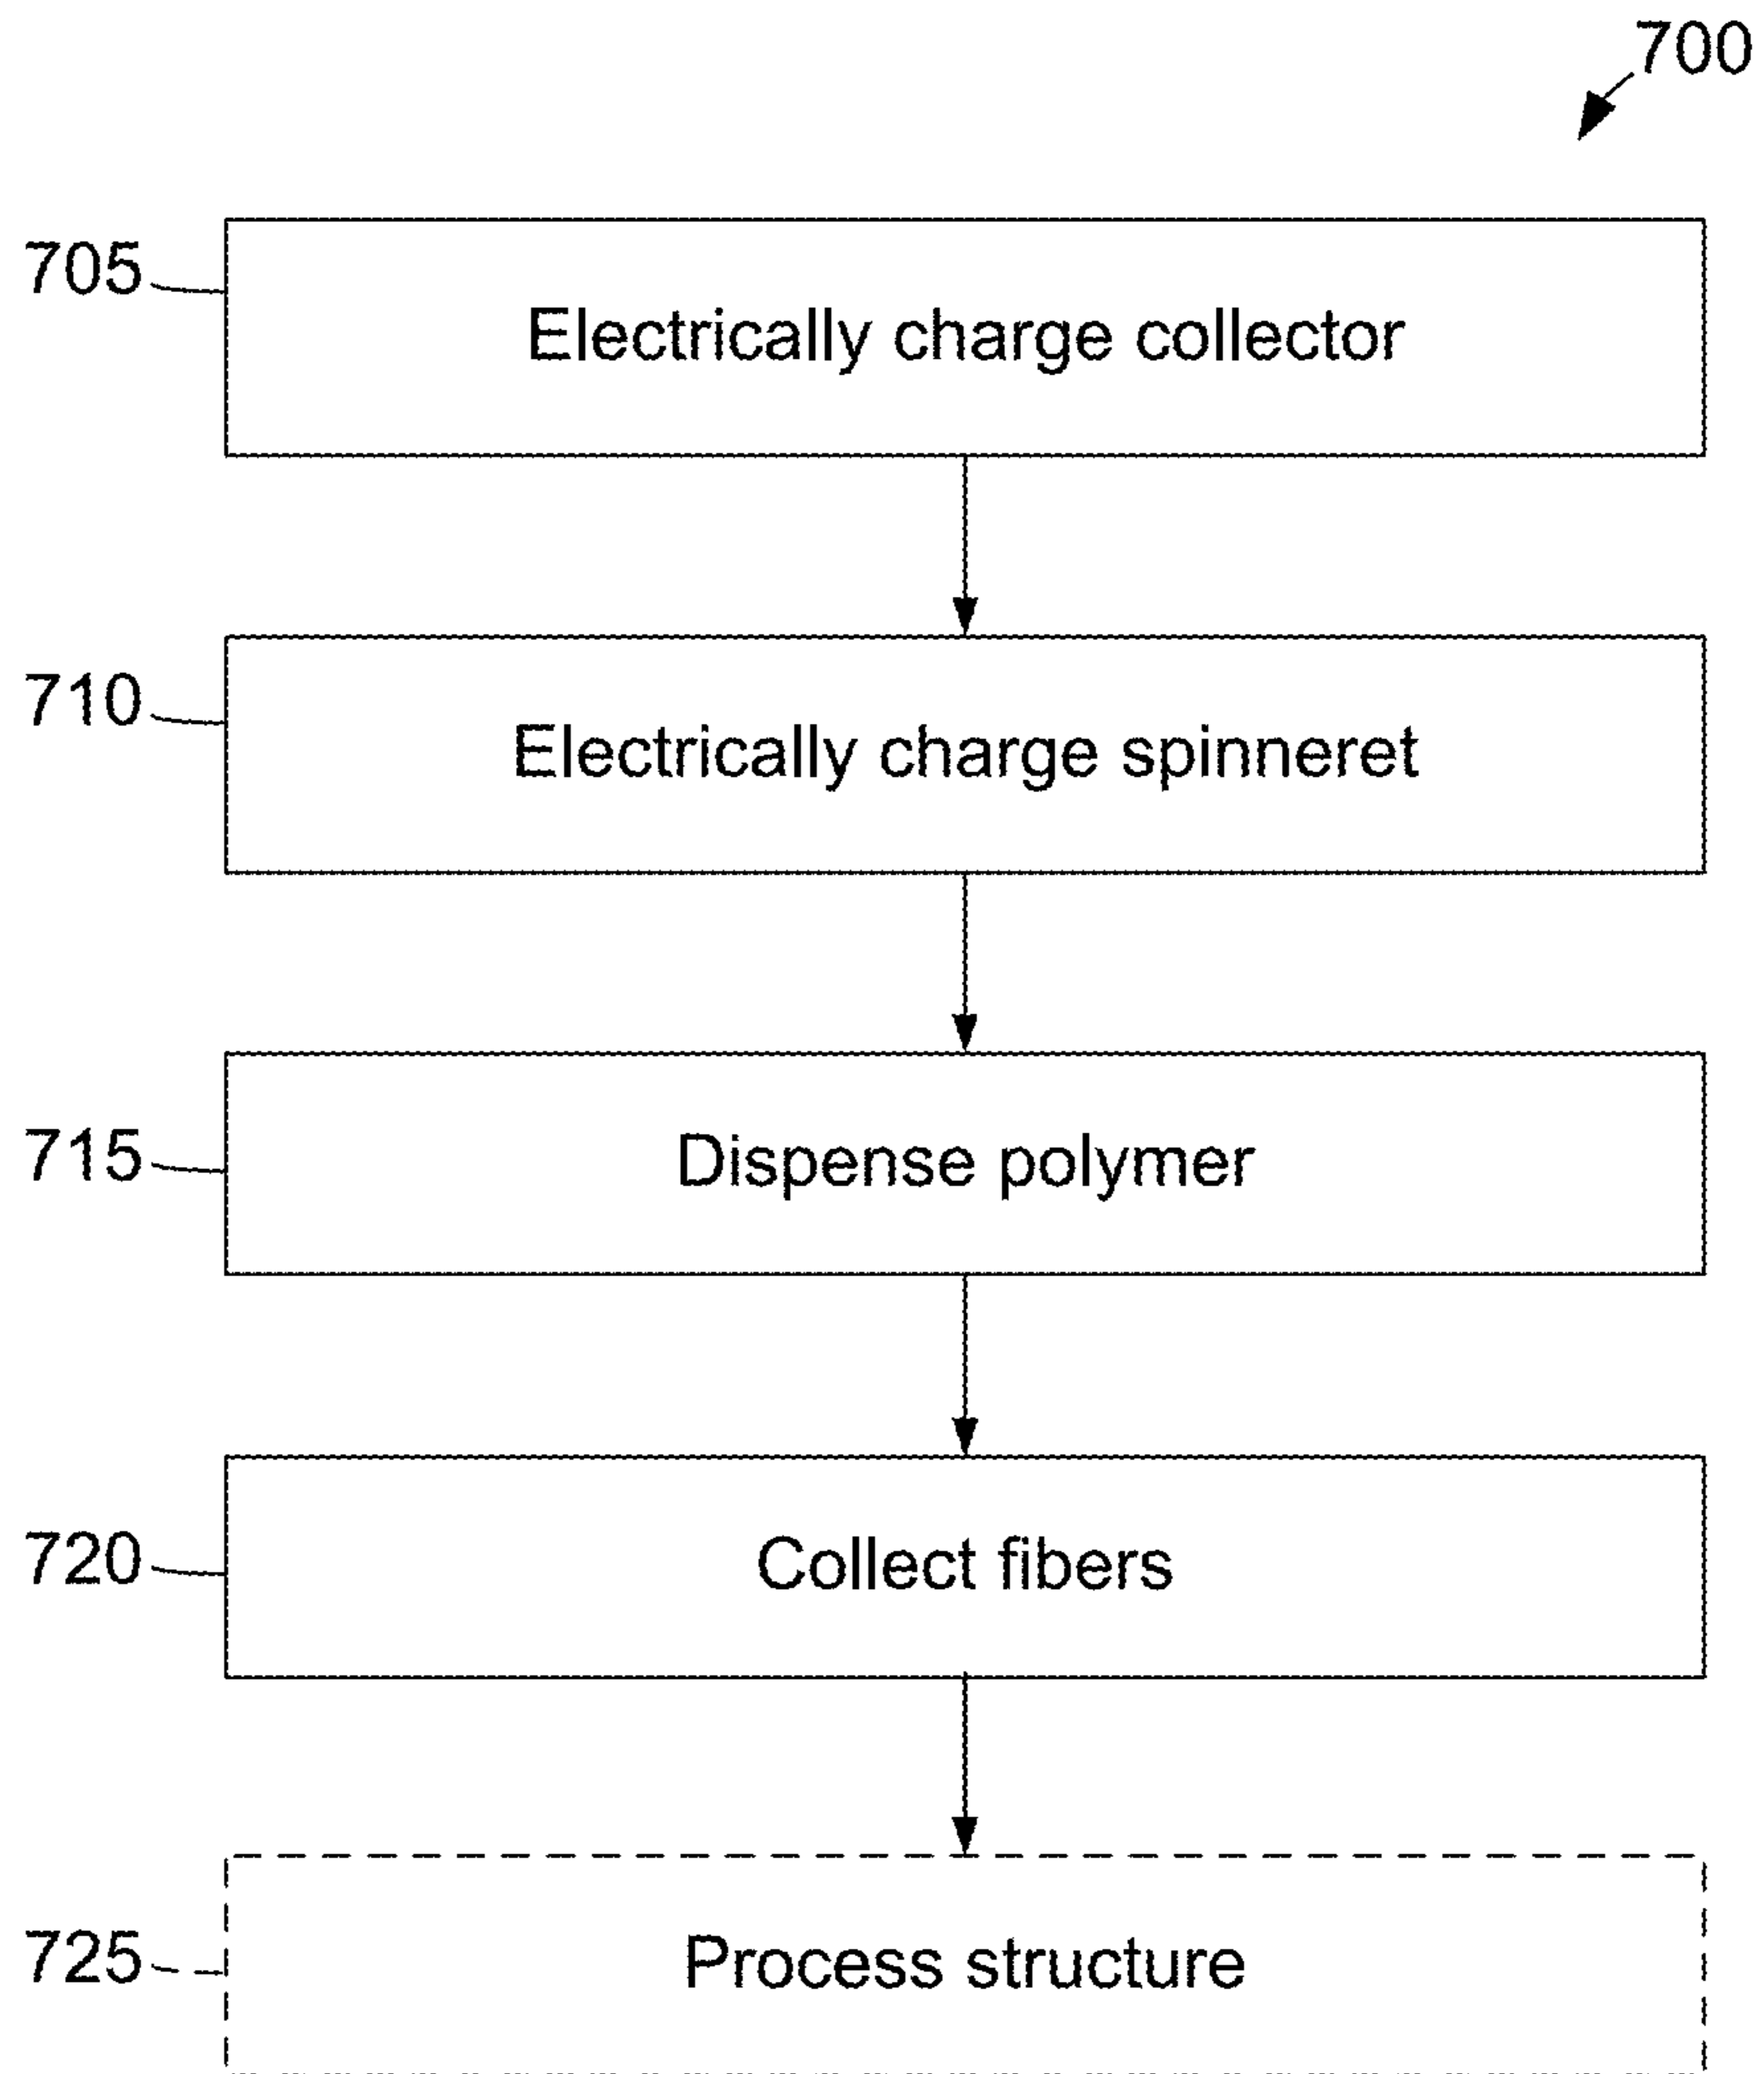 700
705
Electrically charge collector
710
Electrically charge spinneret
715
Dispense polymer
720
Collect fibers
725
Process structure